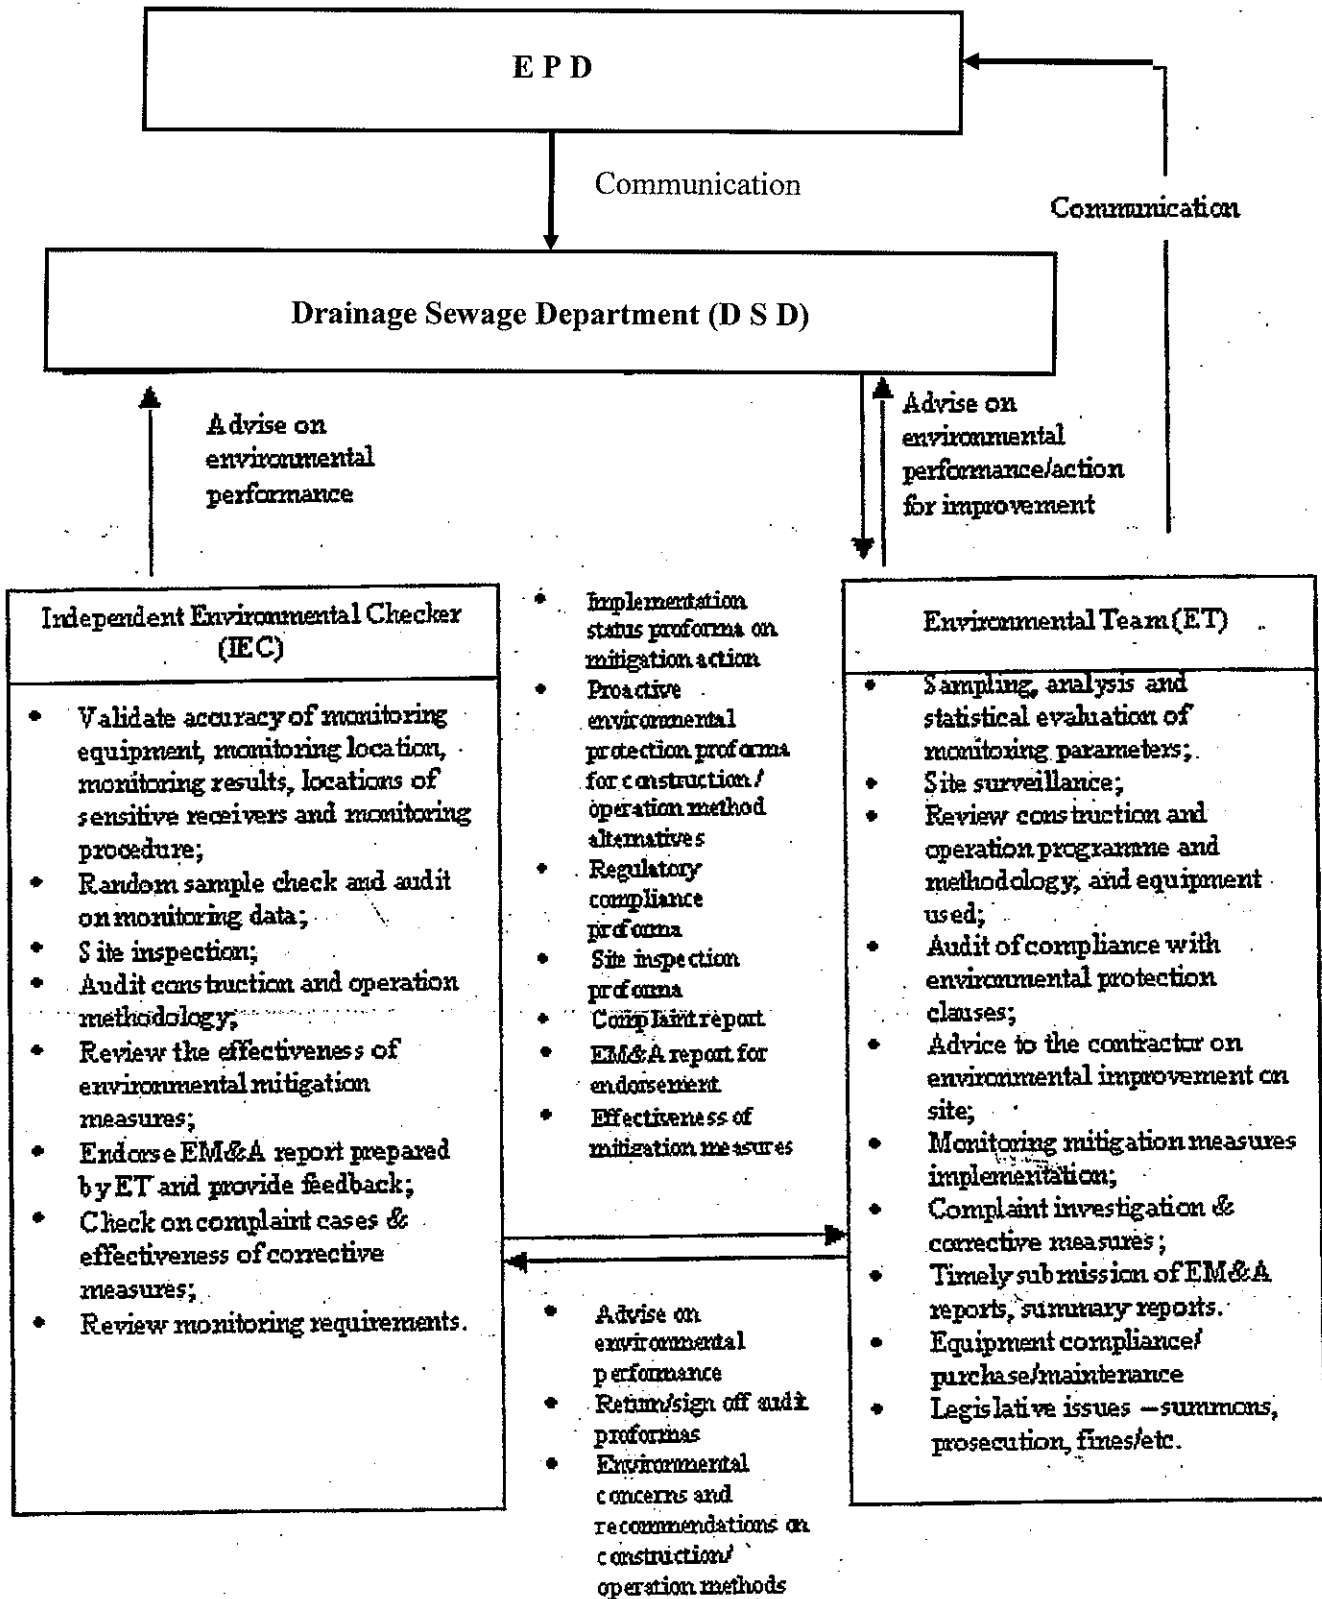 E P D
Communication
Communication
Drainage Sewage Department (D S D)
Advise on
environmental
performance
Advise on
environmental
performance/action
for improvement
Independent Environmental Checker
(IEC)
• Validate accuracy of monitoring
equipment, monitoring location,
monitoring results, locations of
sensitive receivers and monitoring
procedure;
• Random sample check and audit
on monitoring data;
• Site inspection;
• Audit construction and operation
methodology;
• Review the effectiveness of
environmental mitigation
measures;
• Endorse EM&A report prepared
by ET and provide feedback;
• Check on complaint cases &
effectiveness of corrective
measures;
• Review monitoring requirements.
• Implementation
status proforma on
mitigation action
• Proactive
environmental
protection proforma
for construction/
operation method
alternatives
• Regulatory
compliance
proforma
• Site inspection
proforma
• Complaint report
• EM&A report for
endorsement
• Effectiveness of
mitigation measures
• Advise on
environmental
performance
• Return/sign off audit
proformas
• Environmental
concerns and
recommendations on
construction/
operation methods
Environmental Team (ET)
• Sampling, analysis and
statistical evaluation of
monitoring parameters;
• Site surveillance;
• Review construction and
operation programme and
methodology, and equipment
used;
• Audit of compliance with
environmental protection
clauses;
• Advice to the contractor on
environmental improvement on
site;
• Monitoring mitigation measures
implementation;
• Complaint investigation &
corrective measures;
• Timely submission of EM&A
reports, summary reports.
• Equipment compliance/
purchase/maintenance
• Legislative issues – summons,
prosecution, fines/etc.